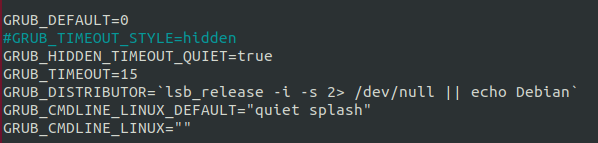 GRUB_DEFAULT=0
#GRUB_TIMEOUT_STYLE=hidden
GRUB_HIDDEN_TIMEOUT_QUIET=true
GRUB_TIMEOUT=15
GRUB_DISTRIBUTOR=`lsb_release -i -s 2> /dev/null || echo Debian`
GRUB_CMDLINE_LINUX_DEFAULT="quiet splash"
GRUB_CMDLINE_LINUX=""